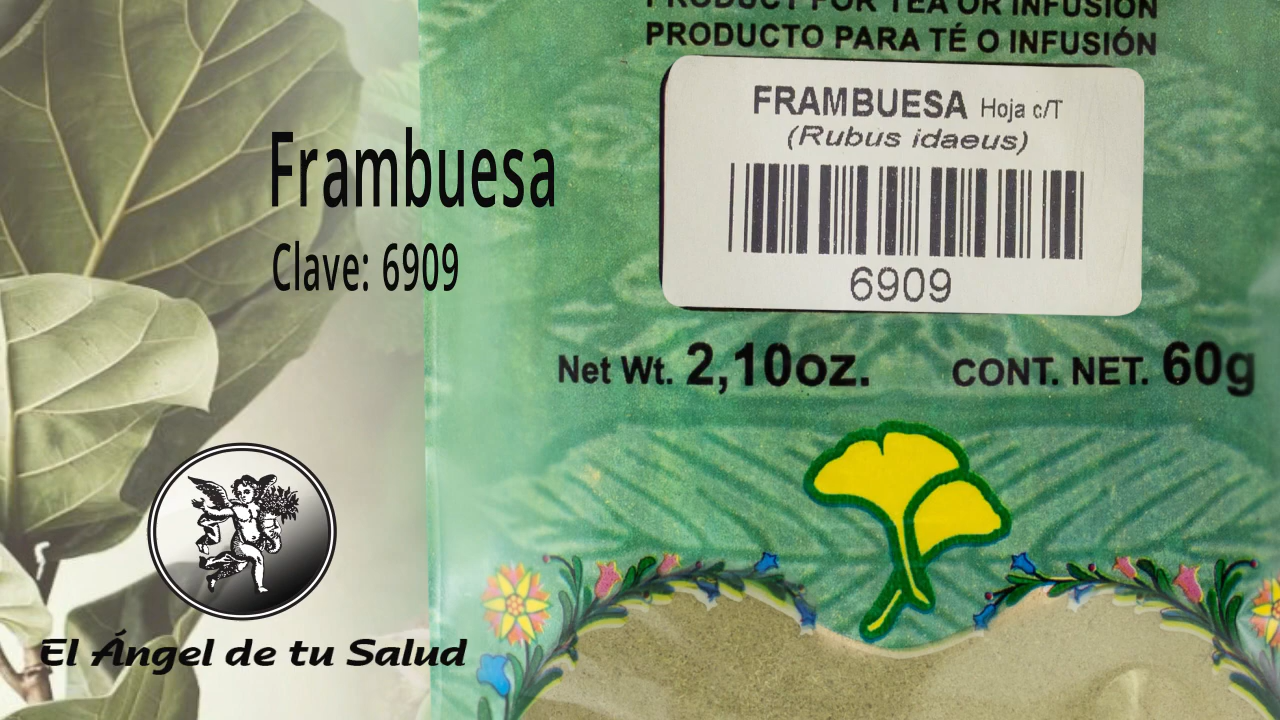 PRODUCT FOR TEA OR INFUSIÓN
PRODUCTO PARA TÉ O INFUSIÓN
FRAMBUESA Hoja c/T
(Rubus idaeus)
6909
Frambuesa
Clave: 6909
Net Wt. 2,10oz. CONT. NET. 60g
El Ángel de tu Salud